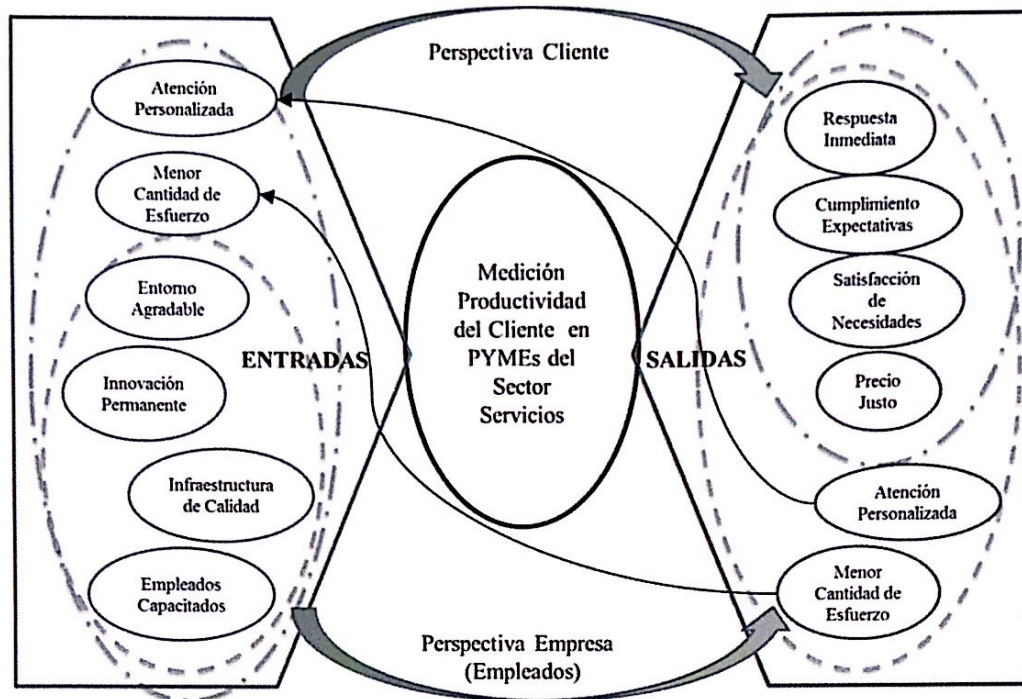 Perspectiva Cliente
Atención
Personalizada
Menor
Cantidad de
Esfuerzo
Entorno
Agradable
ENTRADAS
Innovación
Permanente
Infraestructura
de Calidad
Empleados
Capacitados
Medición
Productividad
del Cliente en
PYMEs del
Sector
Servicios
Respuesta
Inmediata
Cumplimiento
Expectativas
Satisfacción
de
Necesidades
SALIDAS
Precio
Justo
Atención
Personalizada
Menor
Cantidad de
Esfuerzo
Perspectiva Empresa
(Empleados)